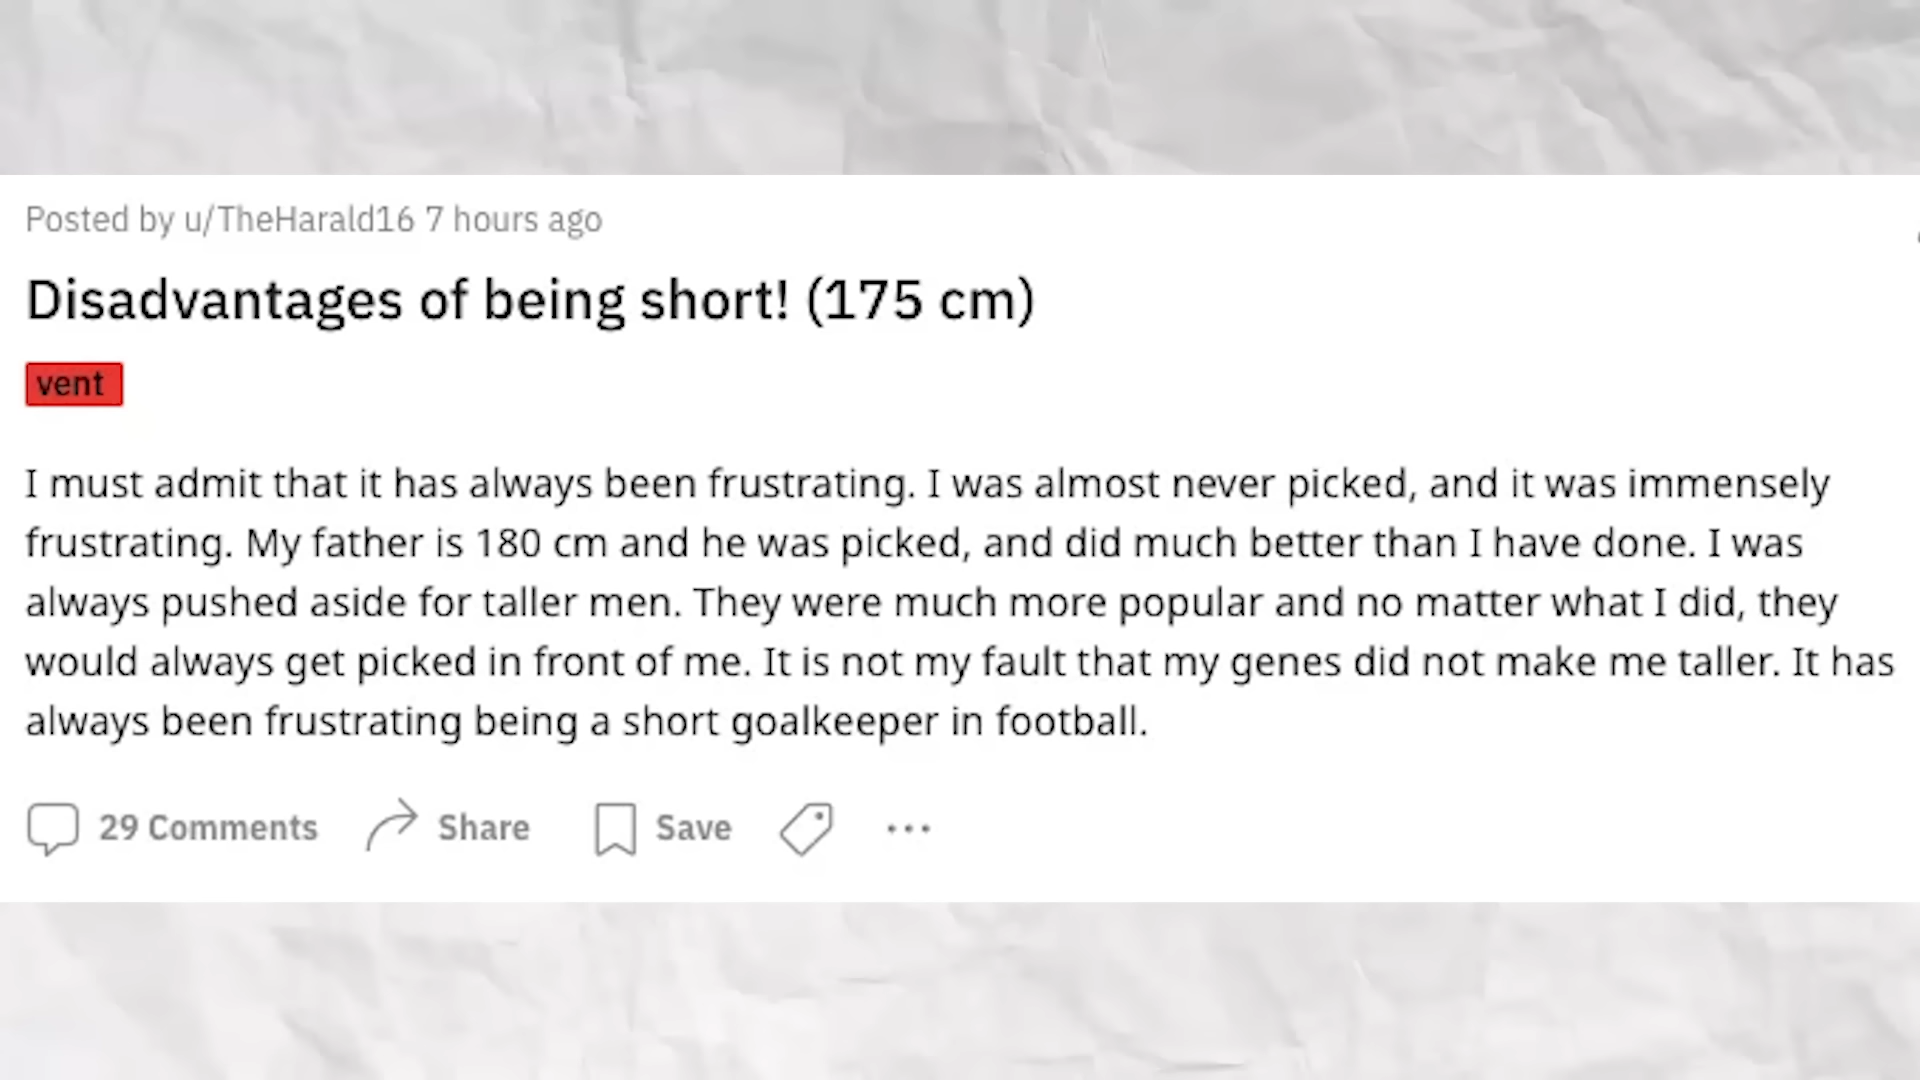 Posted by u/TheHarald16 7 hours ago
Disadvantages of being short! (175 cm)
vent
I must admit that it has always been frustrating. I was almost never picked, and it was immensely
frustrating. My father is 180 cm and he was picked, and did much better than I have done. I was
always pushed aside for taller men. They were much more popular and no matter what I did, they
would always get picked in front of me. It is not my fault that my genes did not make me taller. It has
always been frustrating being a short goalkeeper in football.
29 Comments Share Save